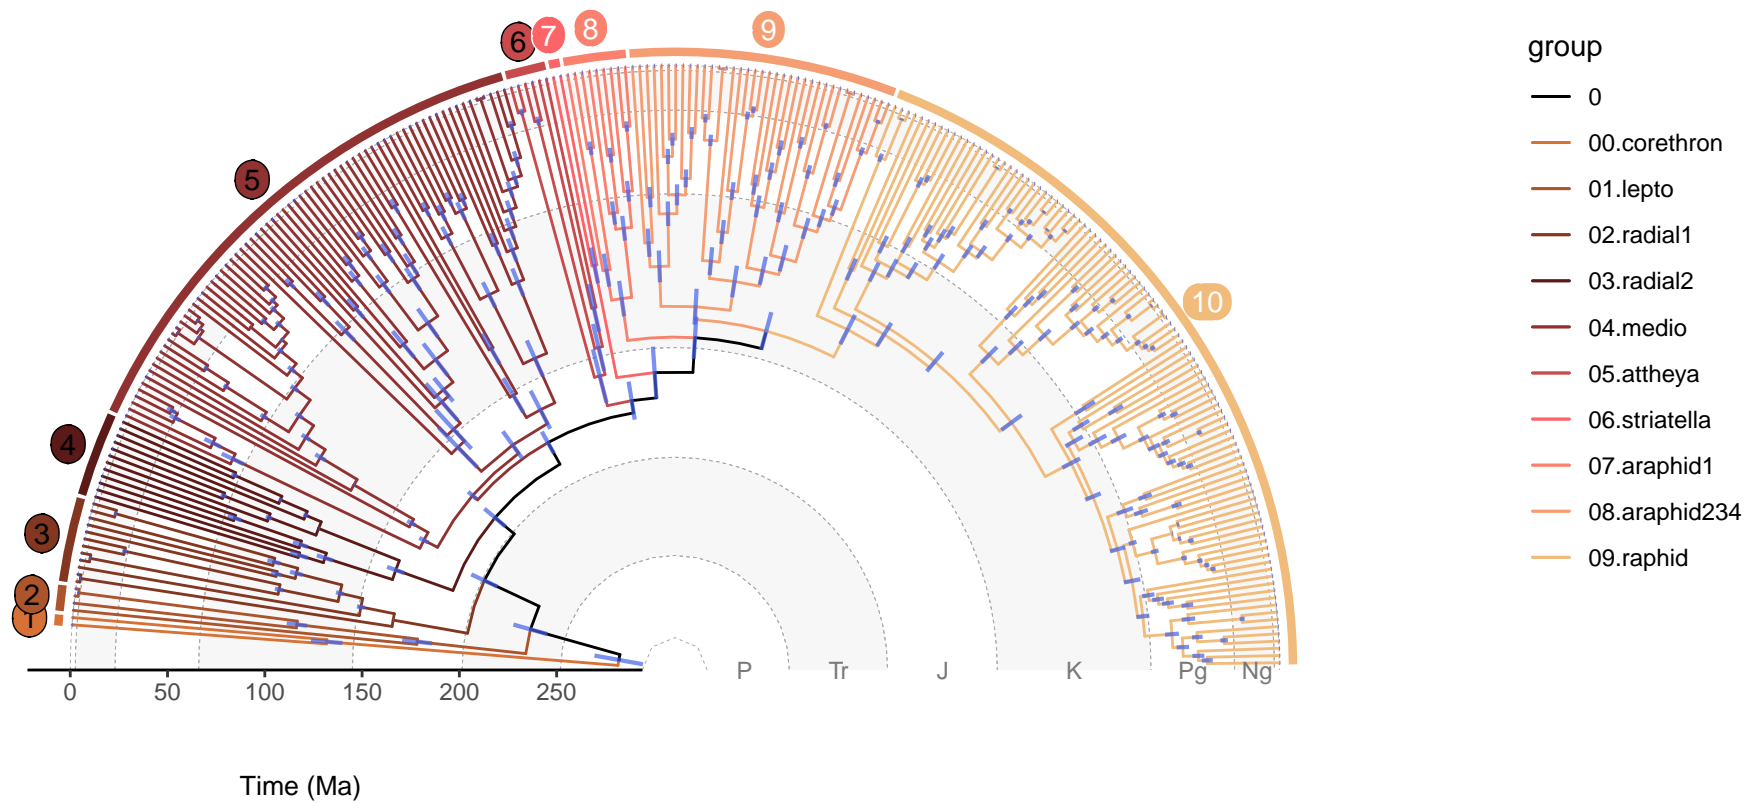 6 7 8 9
5
10
4
3
2
1
P Tr J K Pg Ng
0 50 100 150 200 250
Time (Ma)
group
0
00.corethron
01.lepto
02.radial1
03.radial2
04.medio
05.attheya
06.striatella
07.araphid1
08.araphid234
09.raphid